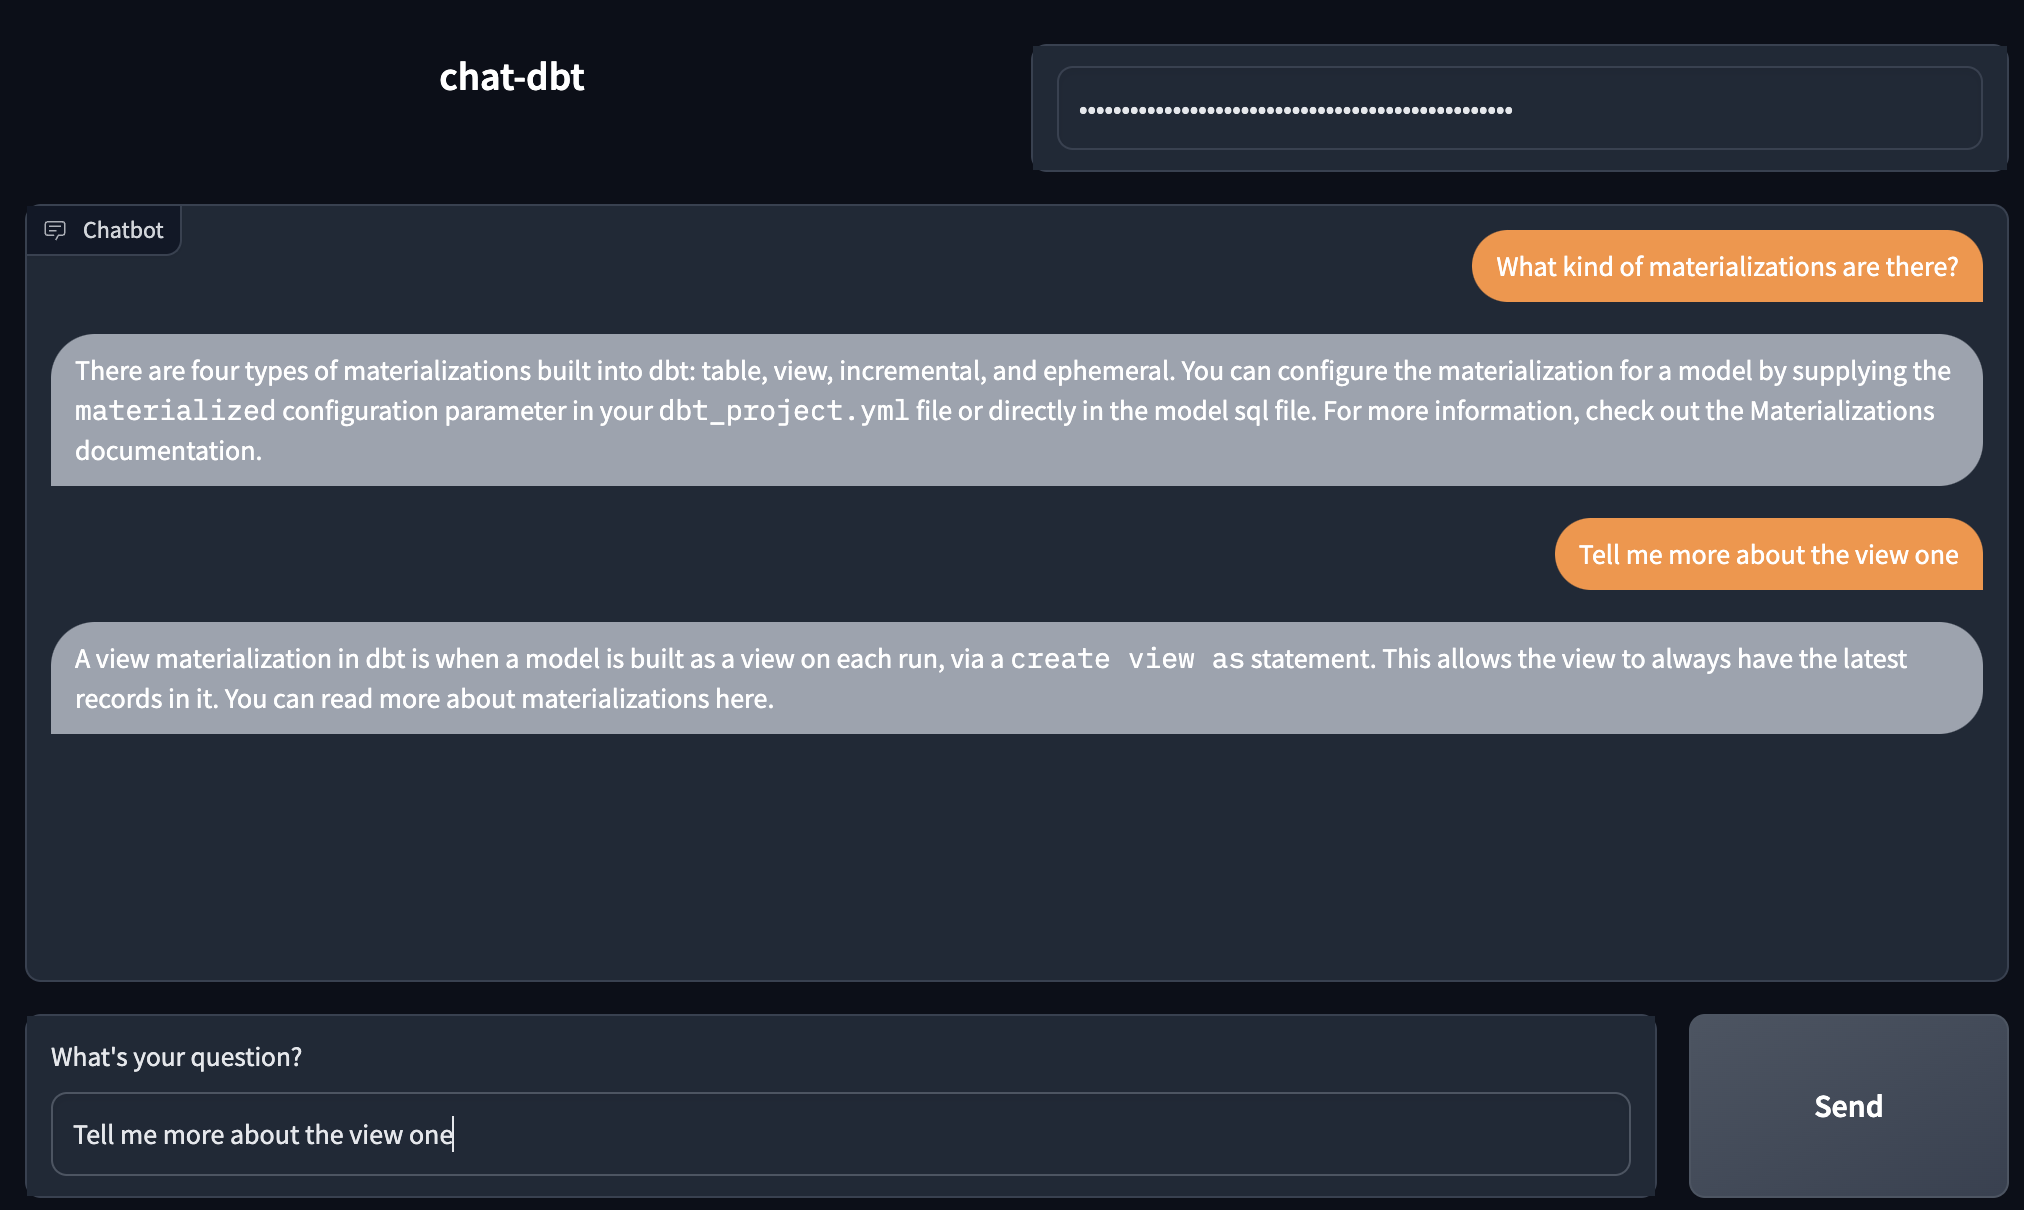 chat-dbt
••••••••••••••••••••••••••••••••••••••••••••••••••••
Chatbot
What kind of materializations are there?
There are four types of materializations built into dbt: table, view, incremental, and ephemeral. You can configure the materialization for a model by supplying the
materialized configuration parameter in your dbt_project.yml file or directly in the model sql file. For more information, check out the Materializations
documentation.
Tell me more about the view one
A view materialization in dbt is when a model is built as a view on each run, via a create view as statement. This allows the view to always have the latest
records in it. You can read more about materializations here.
What's your question?
Tell me more about the view one
Send